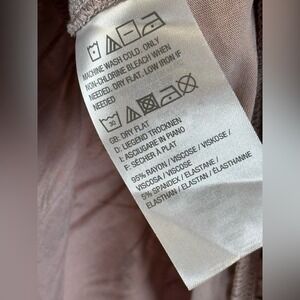 MACHINE WASH COLD. ONLY
NON-CHLORINE BLEACH WHEN
NEEDED, DRY FLAT. LOW IRON IF
NEEDED
30
GB: DRY FLAT
D: LIEGEND TROCKNEN
I: ASCIUGARE IN PIANO
F: SÉCHER À PLAT
95% RAYON / VISCOSE / VISKOSE /
VISCOSA / VISCOSE
5% SPANDEX / ELASTANE /
ELASTHAN / ELASTAN / ÉLASTHANNE